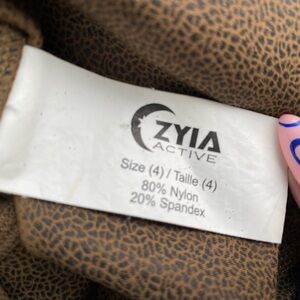 ZYIA
ACTIVE
Size (4) / Taille (4)
80% Nylon
20% Spandex